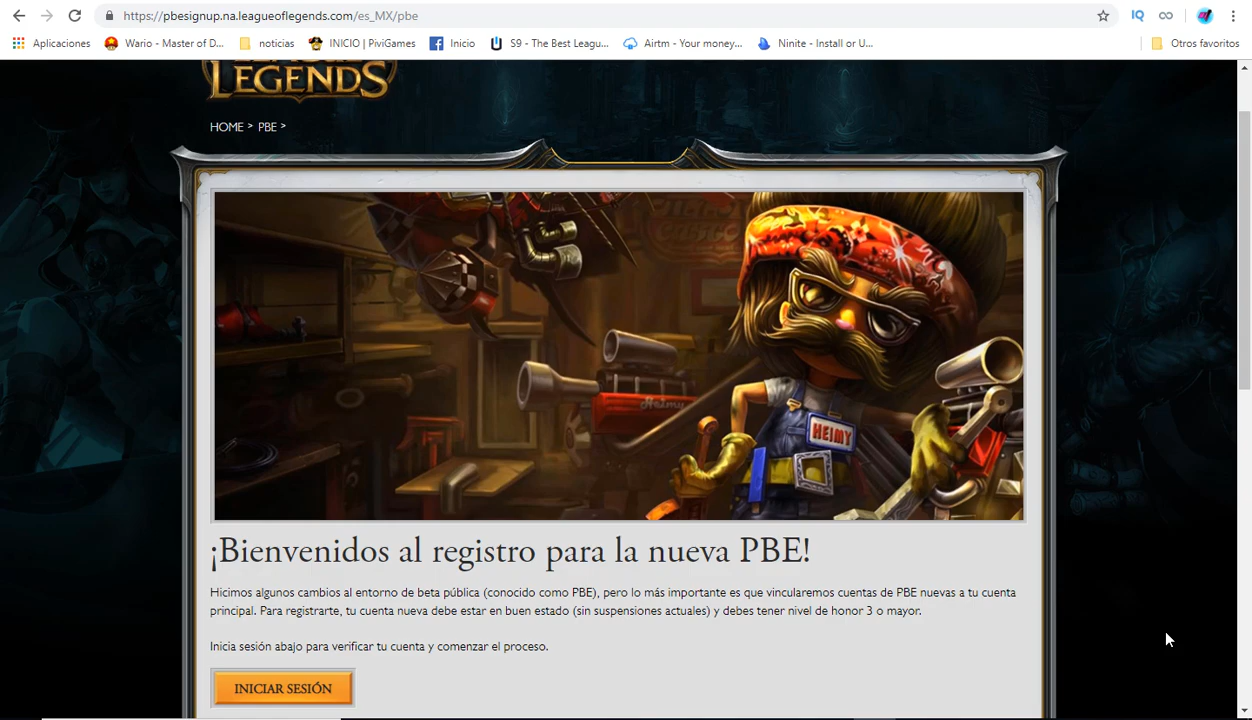 https://pbesignup.na.leagueoflegends.com/es_MX/pbe
IQ
Aplicaciones
Wario - Master of D...
noticias
INICIO | PiviGames
Inicio
S9 - The Best Leagu...
Airtm - Your money...
Ninite - Install or U...
Otros favoritos
LEGENDS
HOME > PBE >
Heimy
HEIMY
¡Bienvenidos al registro para la nueva PBE!
Hicimos algunos cambios al entorno de beta pública (conocido como PBE), pero lo más importante es que vincularemos cuentas de PBE nuevas a tu cuenta
principal. Para registrarte, tu cuenta nueva debe estar en buen estado (sin suspensiones actuales) y debes tener nivel de honor 3 o mayor.
Inicia sesión abajo para verificar tu cuenta y comenzar el proceso.
INICIAR SESIÓN